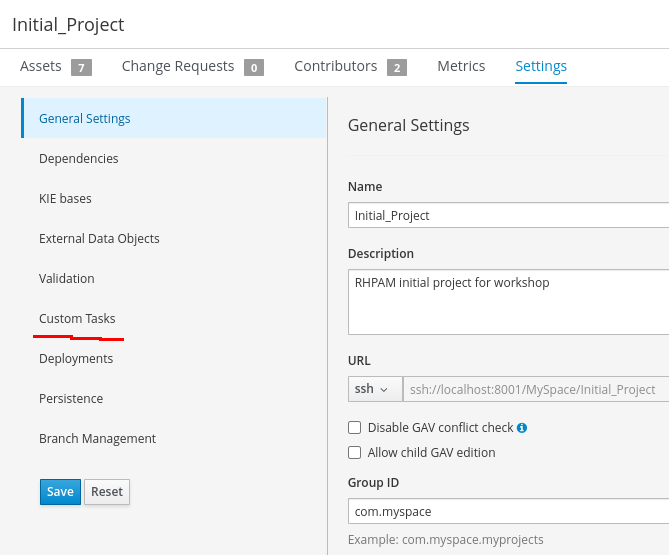 Initial_Project
Assets 7 Change Requests 0 Contributors 2 Metrics Settings
General Settings
Dependencies
KIE bases
External Data Objects
Validation
Custom Tasks
Deployments
Persistence
Branch Management
Save Reset
General Settings
Name
Initial_Project
Description
RHPAM initial project for workshop
URL
ssh ssh://localhost:8001/MySpace/Initial_Project
Disable GAV conflict check
Allow child GAV edition
Group ID
com.myspace
Example: com.myspace.myprojects